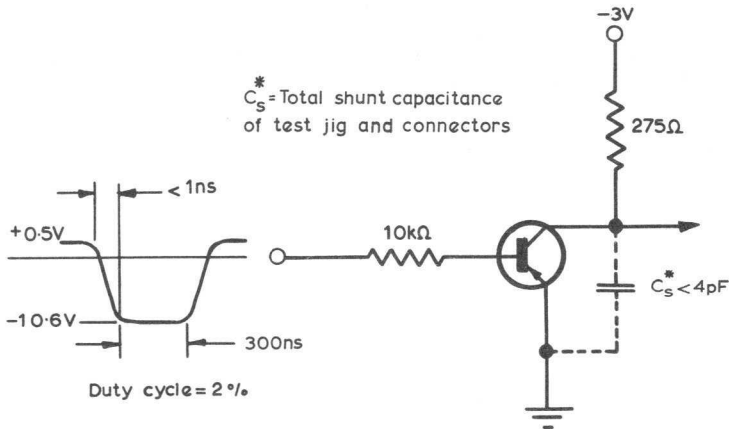 -3V
C*s = Total shunt capacitance
of test jig and connectors
275Ω
< 1ns
+0·5V
10kΩ
C*s < 4pF
-10·6V
300ns
Duty cycle = 2%